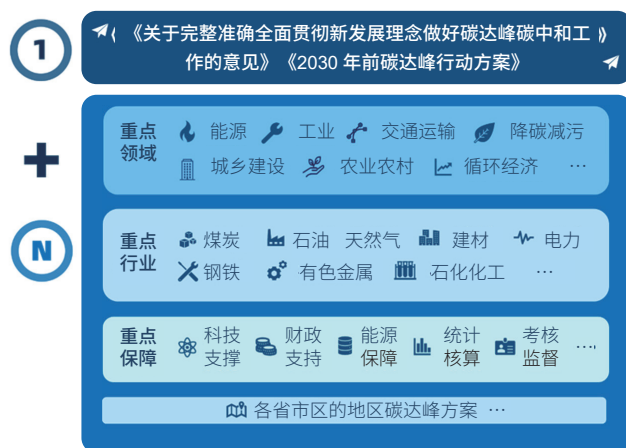 1
《关于完整准确全面贯彻新发展理念做好碳达峰碳中和工
作的意见》《2030 年前碳达峰行动方案》
+
N
重点
领域
能源 工业 交通运输 降碳减污
城乡建设 农业农村 循环经济 …
重点
行业
煤炭 石油 天然气 建材 电力
钢铁 有色金属 石化化工 …
重点
保障
科技 财政 能源 统计 考核
支撑 支持 保障 核算 监督 …
各省市区的地区碳达峰方案 …